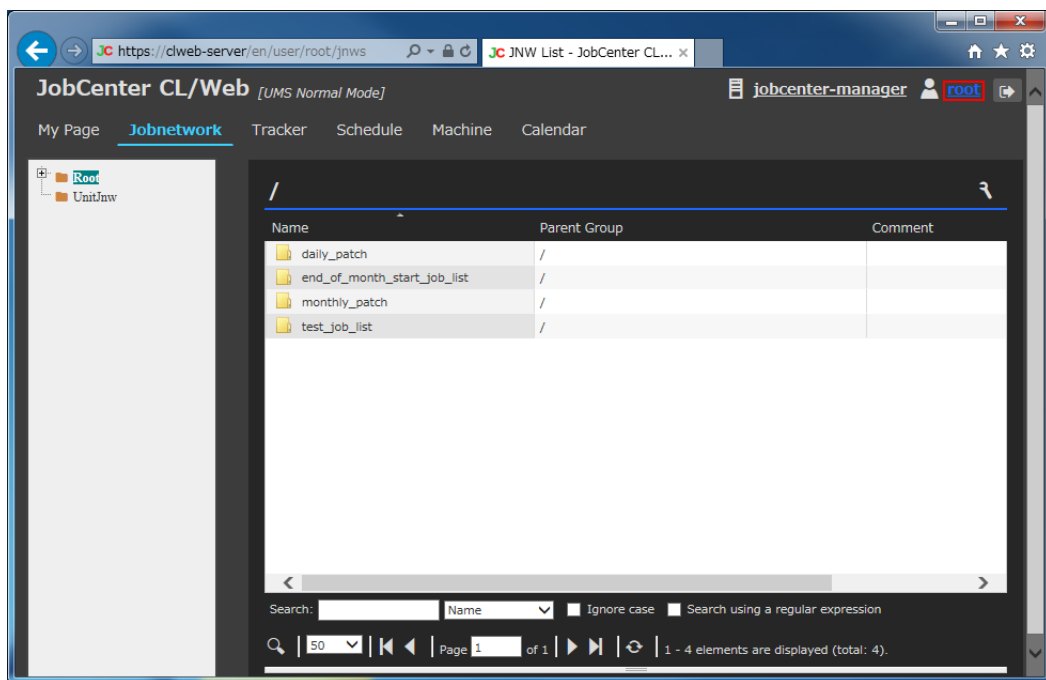 JC https://clweb-server/en/user/root/jnws
JC JNW List - JobCenter CL...
JobCenter CL/Web [UMS Normal Mode]
jobcenter-manager root
My Page Jobnetwork Tracker Schedule Machine Calendar
Root
UnitJnw
/
Name Parent Group Comment
daily_patch /
end_of_month_start_job_list /
monthly_patch /
test_job_list /
Search: Name Ignore case Search using a regular expression
50 Page 1 of 1 1 - 4 elements are displayed (total: 4).